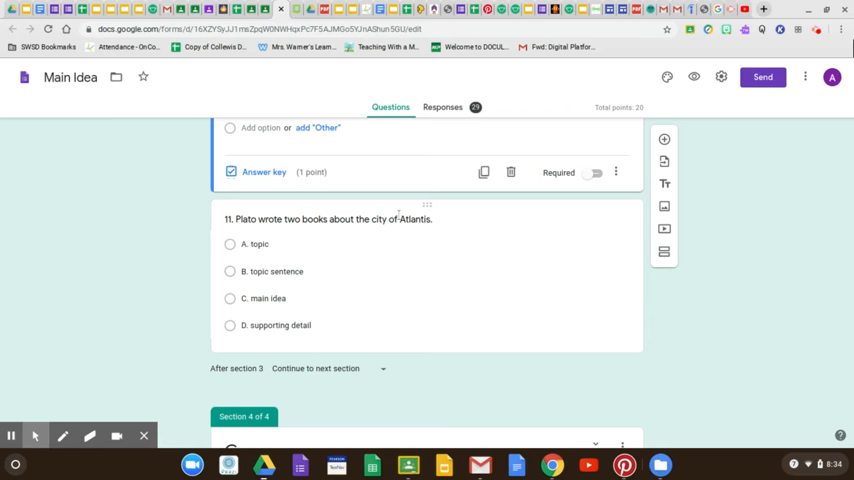 docs.google.com/forms/d/16XZYSyJJ1msZpqW0NWHqxPc7F5AJMGo5YJnAShun5GU/edit
SWSD Bookmarks
Attendance - OnCo...
Copy of Collewis D...
Mrs. Warner's Learn...
Teaching With a M...
Welcome to DOCUL...
Fwd: Digital Platfor...
Main Idea
Send
A
Questions
Responses
29
Total points: 20
Add option or add "Other"
Answer key (1 point)
Required
11. Plato wrote two books about the city of Atlantis.
A. topic
B. topic sentence
C. main idea
D. supporting detail
After section 3 Continue to next section
Section 4 of 4
7
8:34